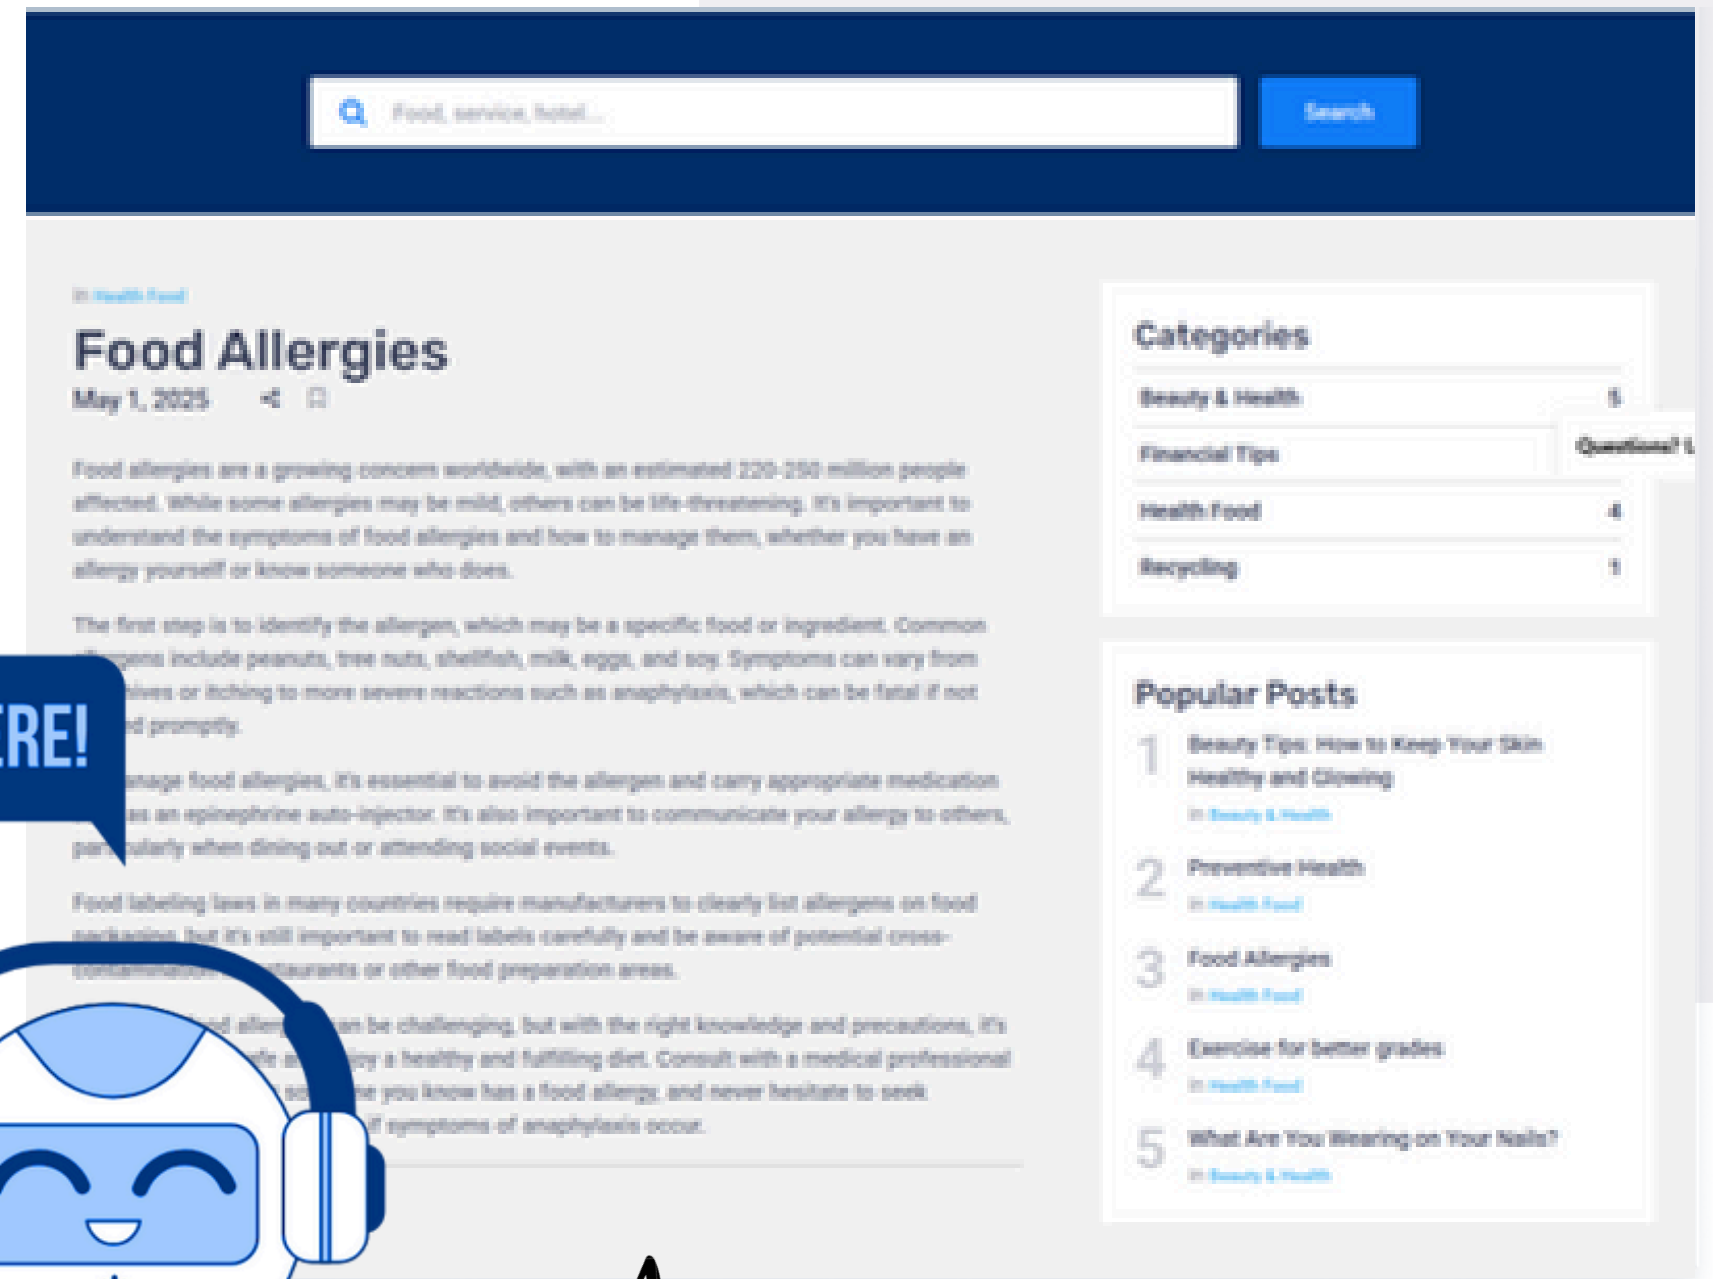 Food, service, hotel...
Search
in Health Food
Food Allergies
May 1, 2025
Food allergies are a growing concern worldwide, with an estimated 220-250 million people
affected. While some allergies may be mild, others can be life-threatening. It's important to
understand the symptoms of food allergies and how to manage them, whether you have an
allergy yourself or know someone who does.
The first step is to identify the allergen, which may be a specific food or ingredient. Common
include peanuts, tree nuts, shellfish, milk, eggs, and soy. Symptoms can vary from
hives or itching to more severe reactions such as anaphylaxis, which can be fatal if not
promptly.
food allergies, it's essential to avoid the allergen and carry appropriate medication
as an epinephrine auto-injector. It's also important to communicate your allergy to others,
when dining out or attending social events.
Food labeling laws in many countries require manufacturers to clearly list allergens on food
packaging, but it's still important to read labels carefully and be aware of potential cross-
or other food preparation areas.
can be challenging, but with the right knowledge and precautions, it's
a healthy and fulfilling diet. Consult with a medical professional
you know has a food allergy, and never hesitate to seek
if symptoms of anaphylaxis occur.
ERE!
Categories
Beauty & Health 5
Financial Tips
Questions? L
Health Food 4
Recycling 1
Popular Posts
1 Beauty Tips: How to Keep Your Skin
Healthy and Glowing
in Beauty & Health
2 Preventive Health
in Health Food
3 Food Allergies
in Health Food
4 Exercise for better grades
in Health Food
5 What Are You Wearing on Your Nails?
in Beauty & Health